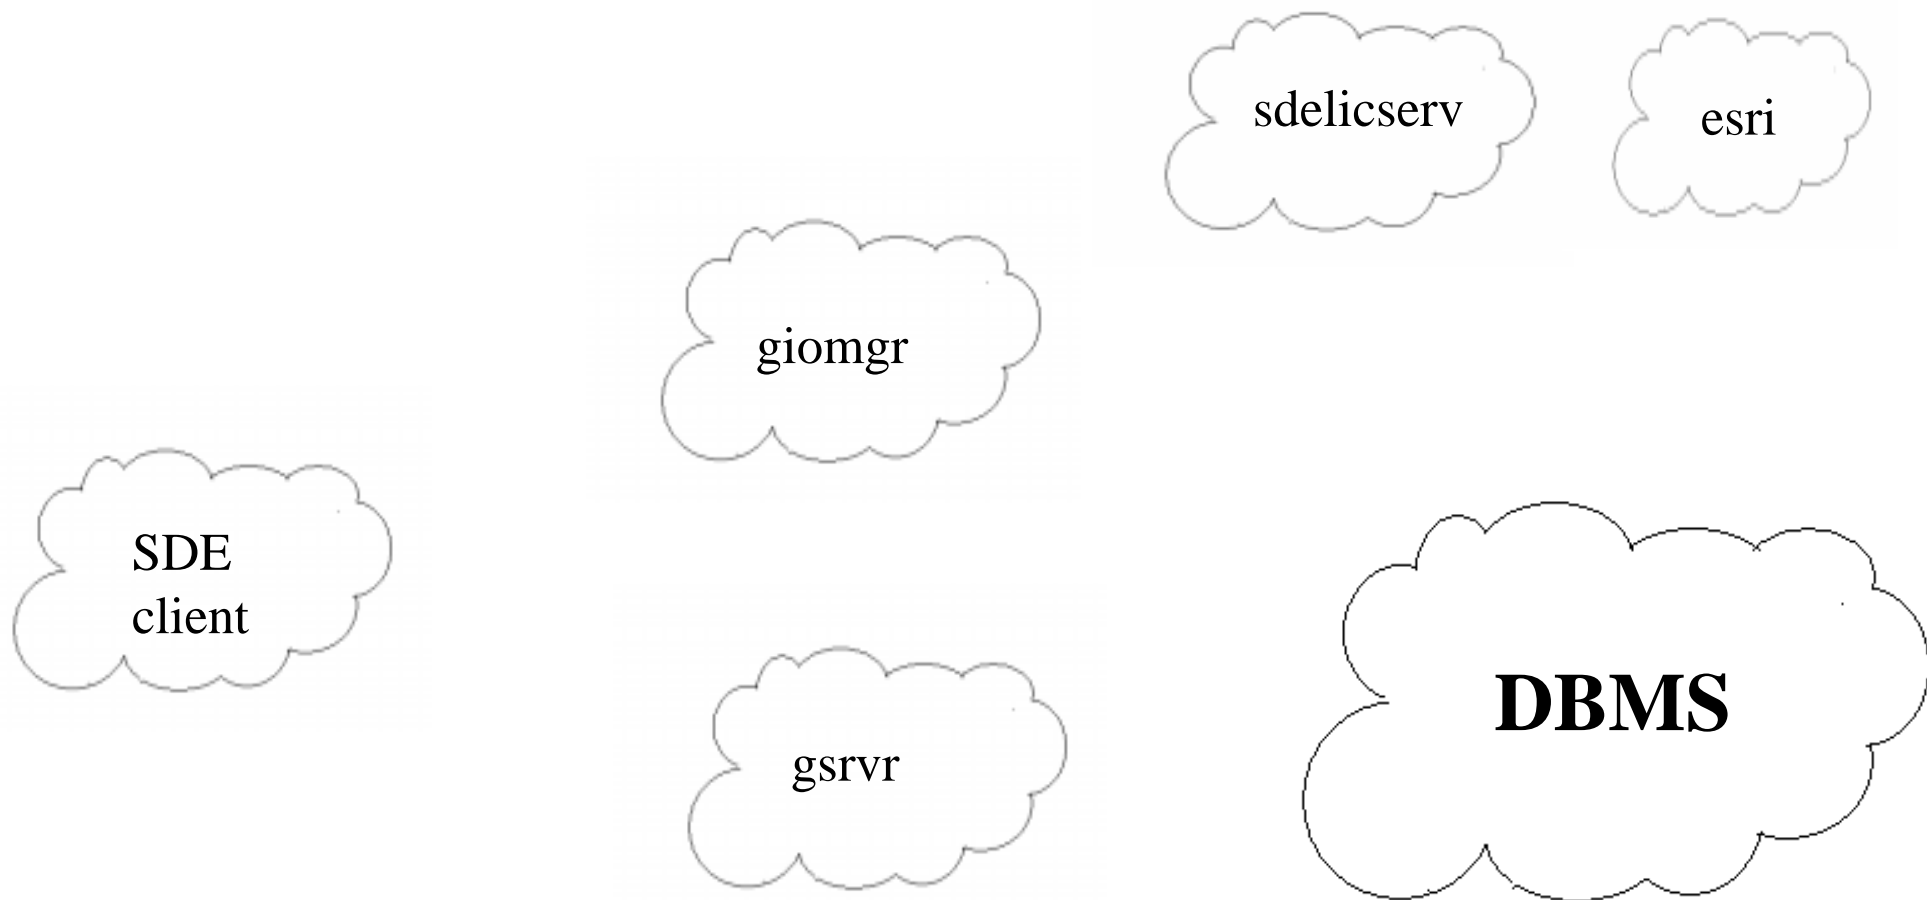 sdelicserv
esri
giomgr
SDE
client
gsrvr
DBMS